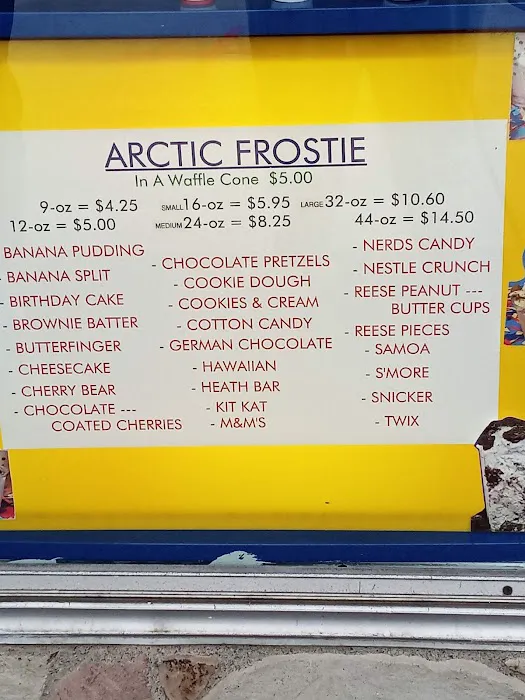 ARCTIC FROSTIE
In A Waffle Cone $5.00
9-oz = $4.25 SMALL 16-oz = $5.95 LARGE 32-oz = $10.60
12-oz = $5.00 MEDIUM 24-oz = $8.25 44-oz = $14.50
BANANA PUDDING
- BANANA SPLIT
- BIRTHDAY CAKE
- BROWNIE BATTER
- BUTTERFINGER
- CHEESECAKE
- CHERRY BEAR
- CHOCOLATE ---
COATED CHERRIES
- CHOCOLATE PRETZELS
- COOKIE DOUGH
- COOKIES & CREAM
- COTTON CANDY
- GERMAN CHOCOLATE
- HAWAIIAN
- HEATH BAR
- KIT KAT
- M&M'S
- NERDS CANDY
- NESTLE CRUNCH
- REESE PEANUT ---
BUTTER CUPS
- REESE PIECES
- SAMOA
- S'MORE
- SNICKER
- TWIX